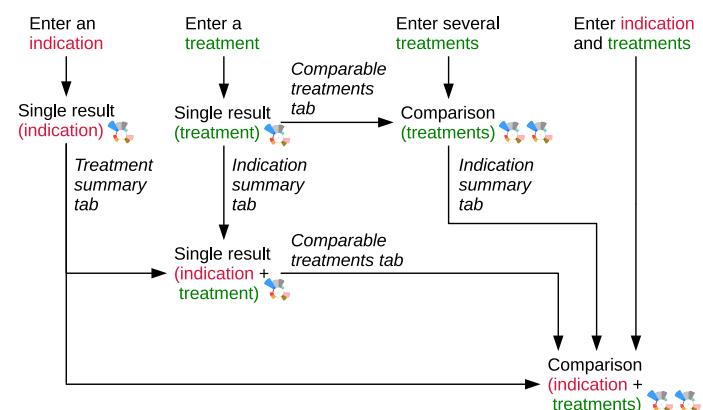 Enter an
indication
Enter a
treatment
Enter several
treatments
Enter indication
and treatments
Single result
(indication)
Single result
(treatment)
Comparable
treatments
tab
Comparison
(treatments)
Treatment
summary
tab
Indication
summary
tab
Indication
summary
tab
Single result
(indication +
treatment)
Comparable
treatments tab
Comparison
(indication +
treatments)